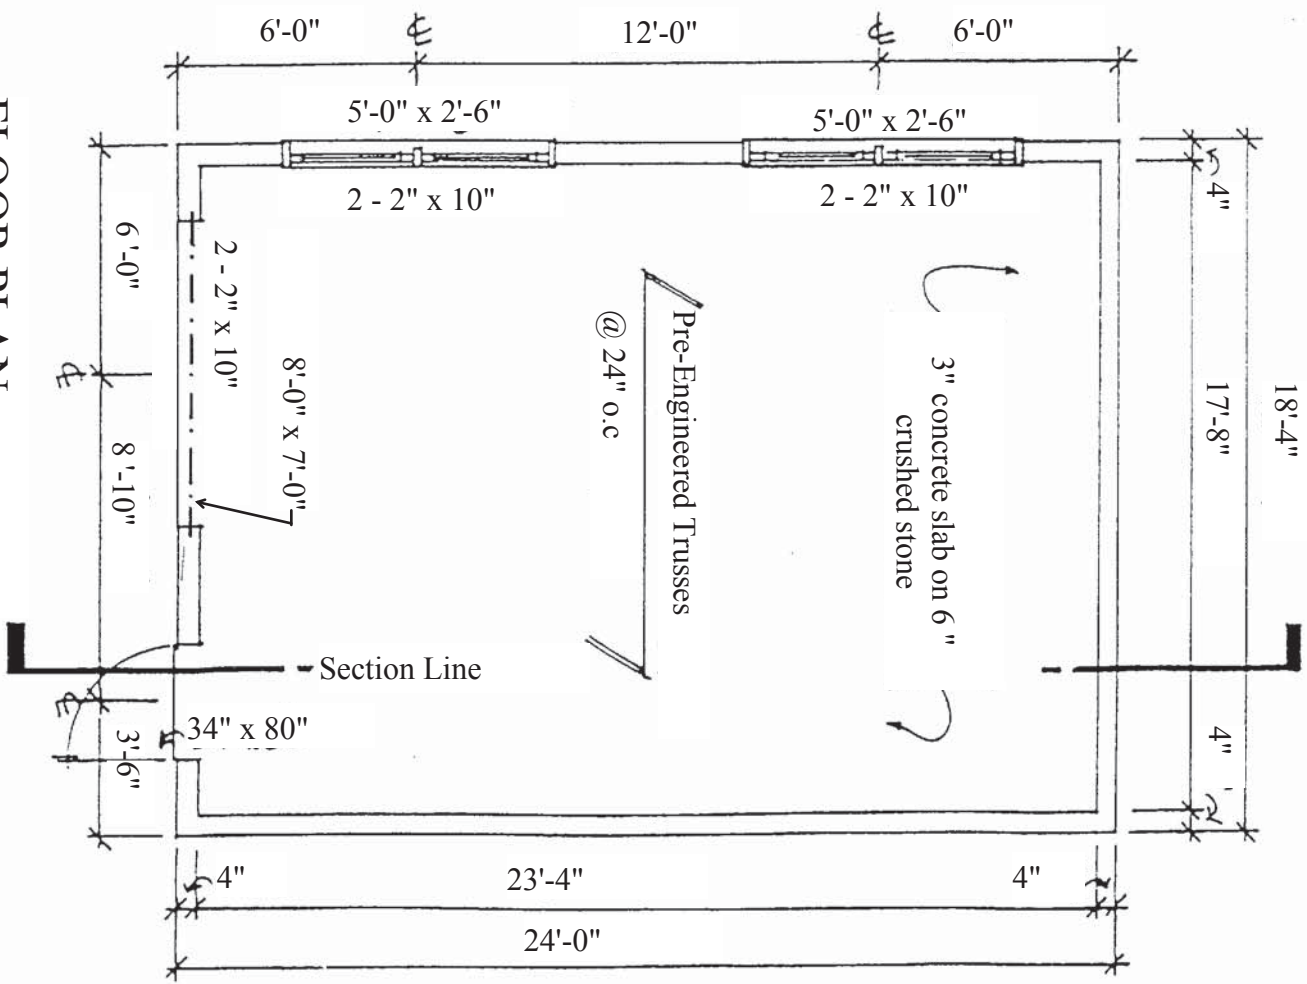 6'-0"
℄
12'-0"
℄
6'-0"
5'-0" x 2'-6"
5'-0" x 2'-6"
2 - 2" x 10"
2 - 2" x 10"
4"
18'-4"
17'-8"
4"
6'-0"
℄
8'-10"
℄
3'-6"
2 - 2" x 10"
8'-0" x 7'-0"
@ 24" o.c
Pre-Engineered Trusses
3" concrete slab on 6 "
crushed stone
Section Line
34" x 80"
4"
23'-4"
4"
24'-0"
FLOOR PLAN